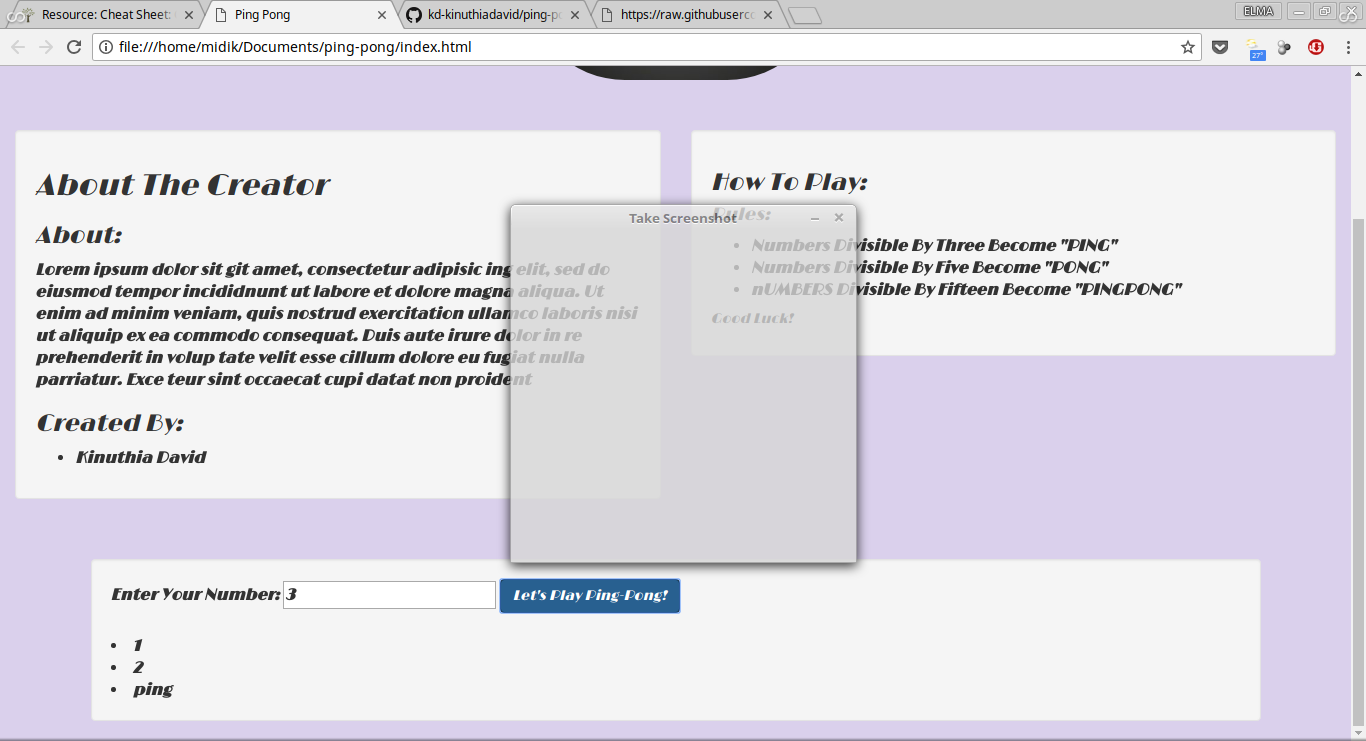 Resource: Cheat Sheet:
Ping Pong
kd-kinuthiadavid/ping-po
https://raw.githubuserco
ELMA
file:///home/midik/Documents/ping-pong/index.html
27°
About The Creator
About:
Lorem ipsum dolor sit git amet, consectetur adipisic ing elit, sed do
eiusmod tempor incididnunt ut labore et dolore magna aliqua. Ut
enim ad minim veniam, quis nostrud exercitation ullamco laboris nisi
ut aliquip ex ea commodo consequat. Duis aute irure dolor in re
prehenderit in volup tate velit esse cillum dolore eu fugiat nulla
parriatur. Exce teur sint occaecat cupi datat non proident
Created By:
• Kinuthia David
How To Play:
Rules:
Take Screenshot
• Numbers Divisible By Three Become "PING"
• Numbers Divisible By Five Become "PONG"
• nUMBERS Divisible By Fifteen Become "PINGPONG"
Good Luck!
Enter Your Number: 3 Let's Play Ping-Pong!
• 1
• 2
• ping